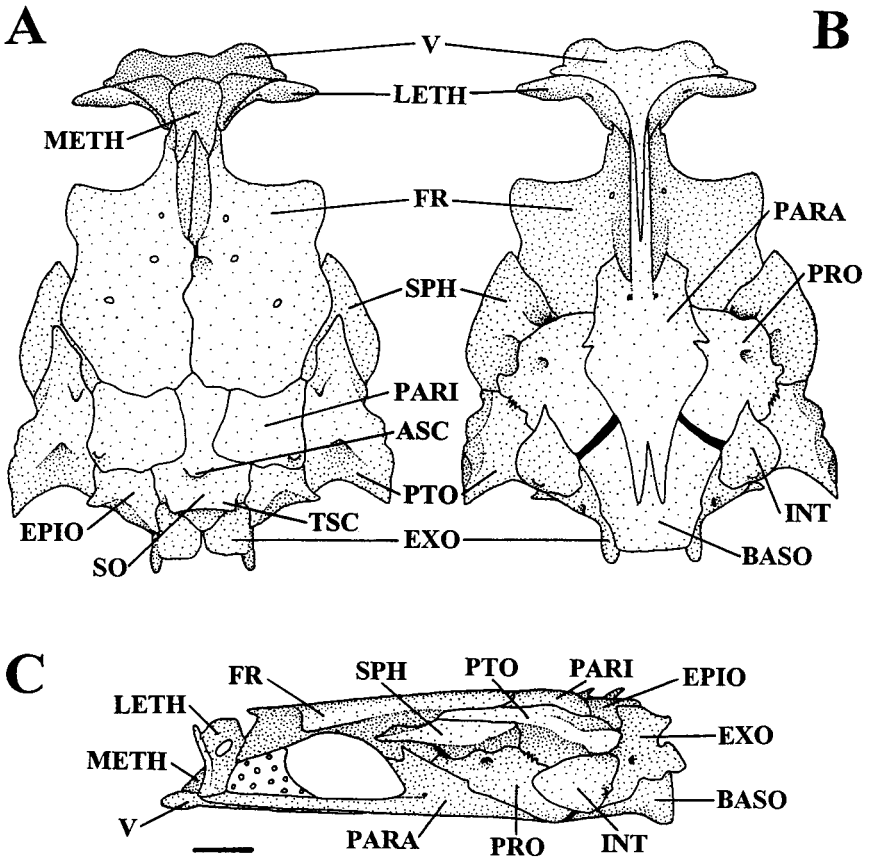 A
B
V
LETH
METH
FR
PARA
PRO
SPH
PARI
ASC
PTO
INT
EPIO
TSC
SO
EXO
BASO
C
FR
SPH
PTO
PARI
EPIO
LETH
EXO
METH
BASO
V
PARA
PRO
INT